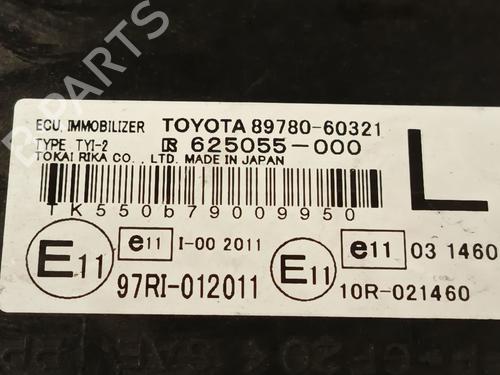 ECU, IMMOBILIZER TOYOTA 89780-60321
TYPE TYI-2 625055-000
TOKAI RIKA CO., LTD. MADE IN JAPAN
L
TK550b79009950
E11 e11 I-00 2011 E11 e11 03 1460
97RI-012011 10R-021460